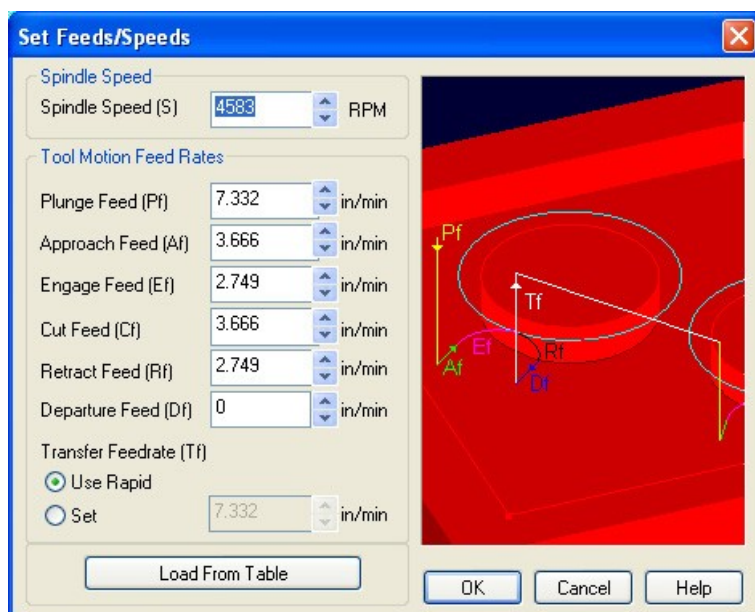 Set Feeds/Speeds
Spindle Speed
Spindle Speed (S) 4583 RPM
Tool Motion Feed Rates
Plunge Feed (Pf) 7.332 in/min
Approach Feed (Af) 3.666 in/min
Engage Feed (Ef) 2.749 in/min
Cut Feed (Cf) 3.666 in/min
Retract Feed (Rf) 2.749 in/min
Departure Feed (Df) 0 in/min
Transfer Feedrate (Tf)
Use Rapid
Set 7.332 in/min
Load From Table
Pf
Tf
Ef
Rf
Af
Df
OK Cancel Help